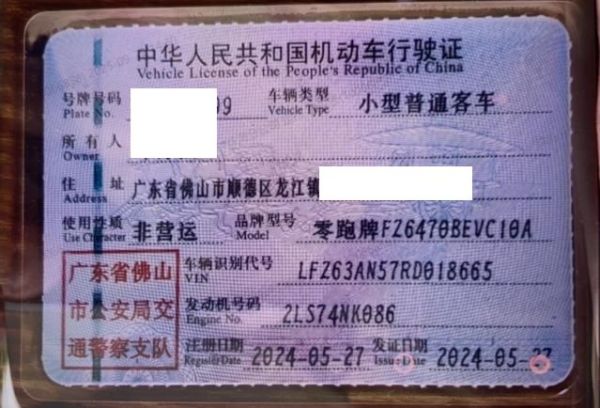 中华人民共和国机动车行驶证
Vehicle License of the People's Republic of China
号牌号码 09 车辆类型 小型普通客车
Plate No. Vehicle Type
所有人
Owner
住址 广东省佛山市顺德区龙江镇
Address
使用性质 非营运 品牌型号 零跑牌FZ6470BEVC10A
Use Character Model
广东省佛山 车辆识别代号 LFZ63AN57RD018665
VIN
市公安局交 发动机号码 2LS74NK086
Engine No.
通警察支队 注册日期 2024-05-27 发证日期 2024-05-27
Register Date Issue Date